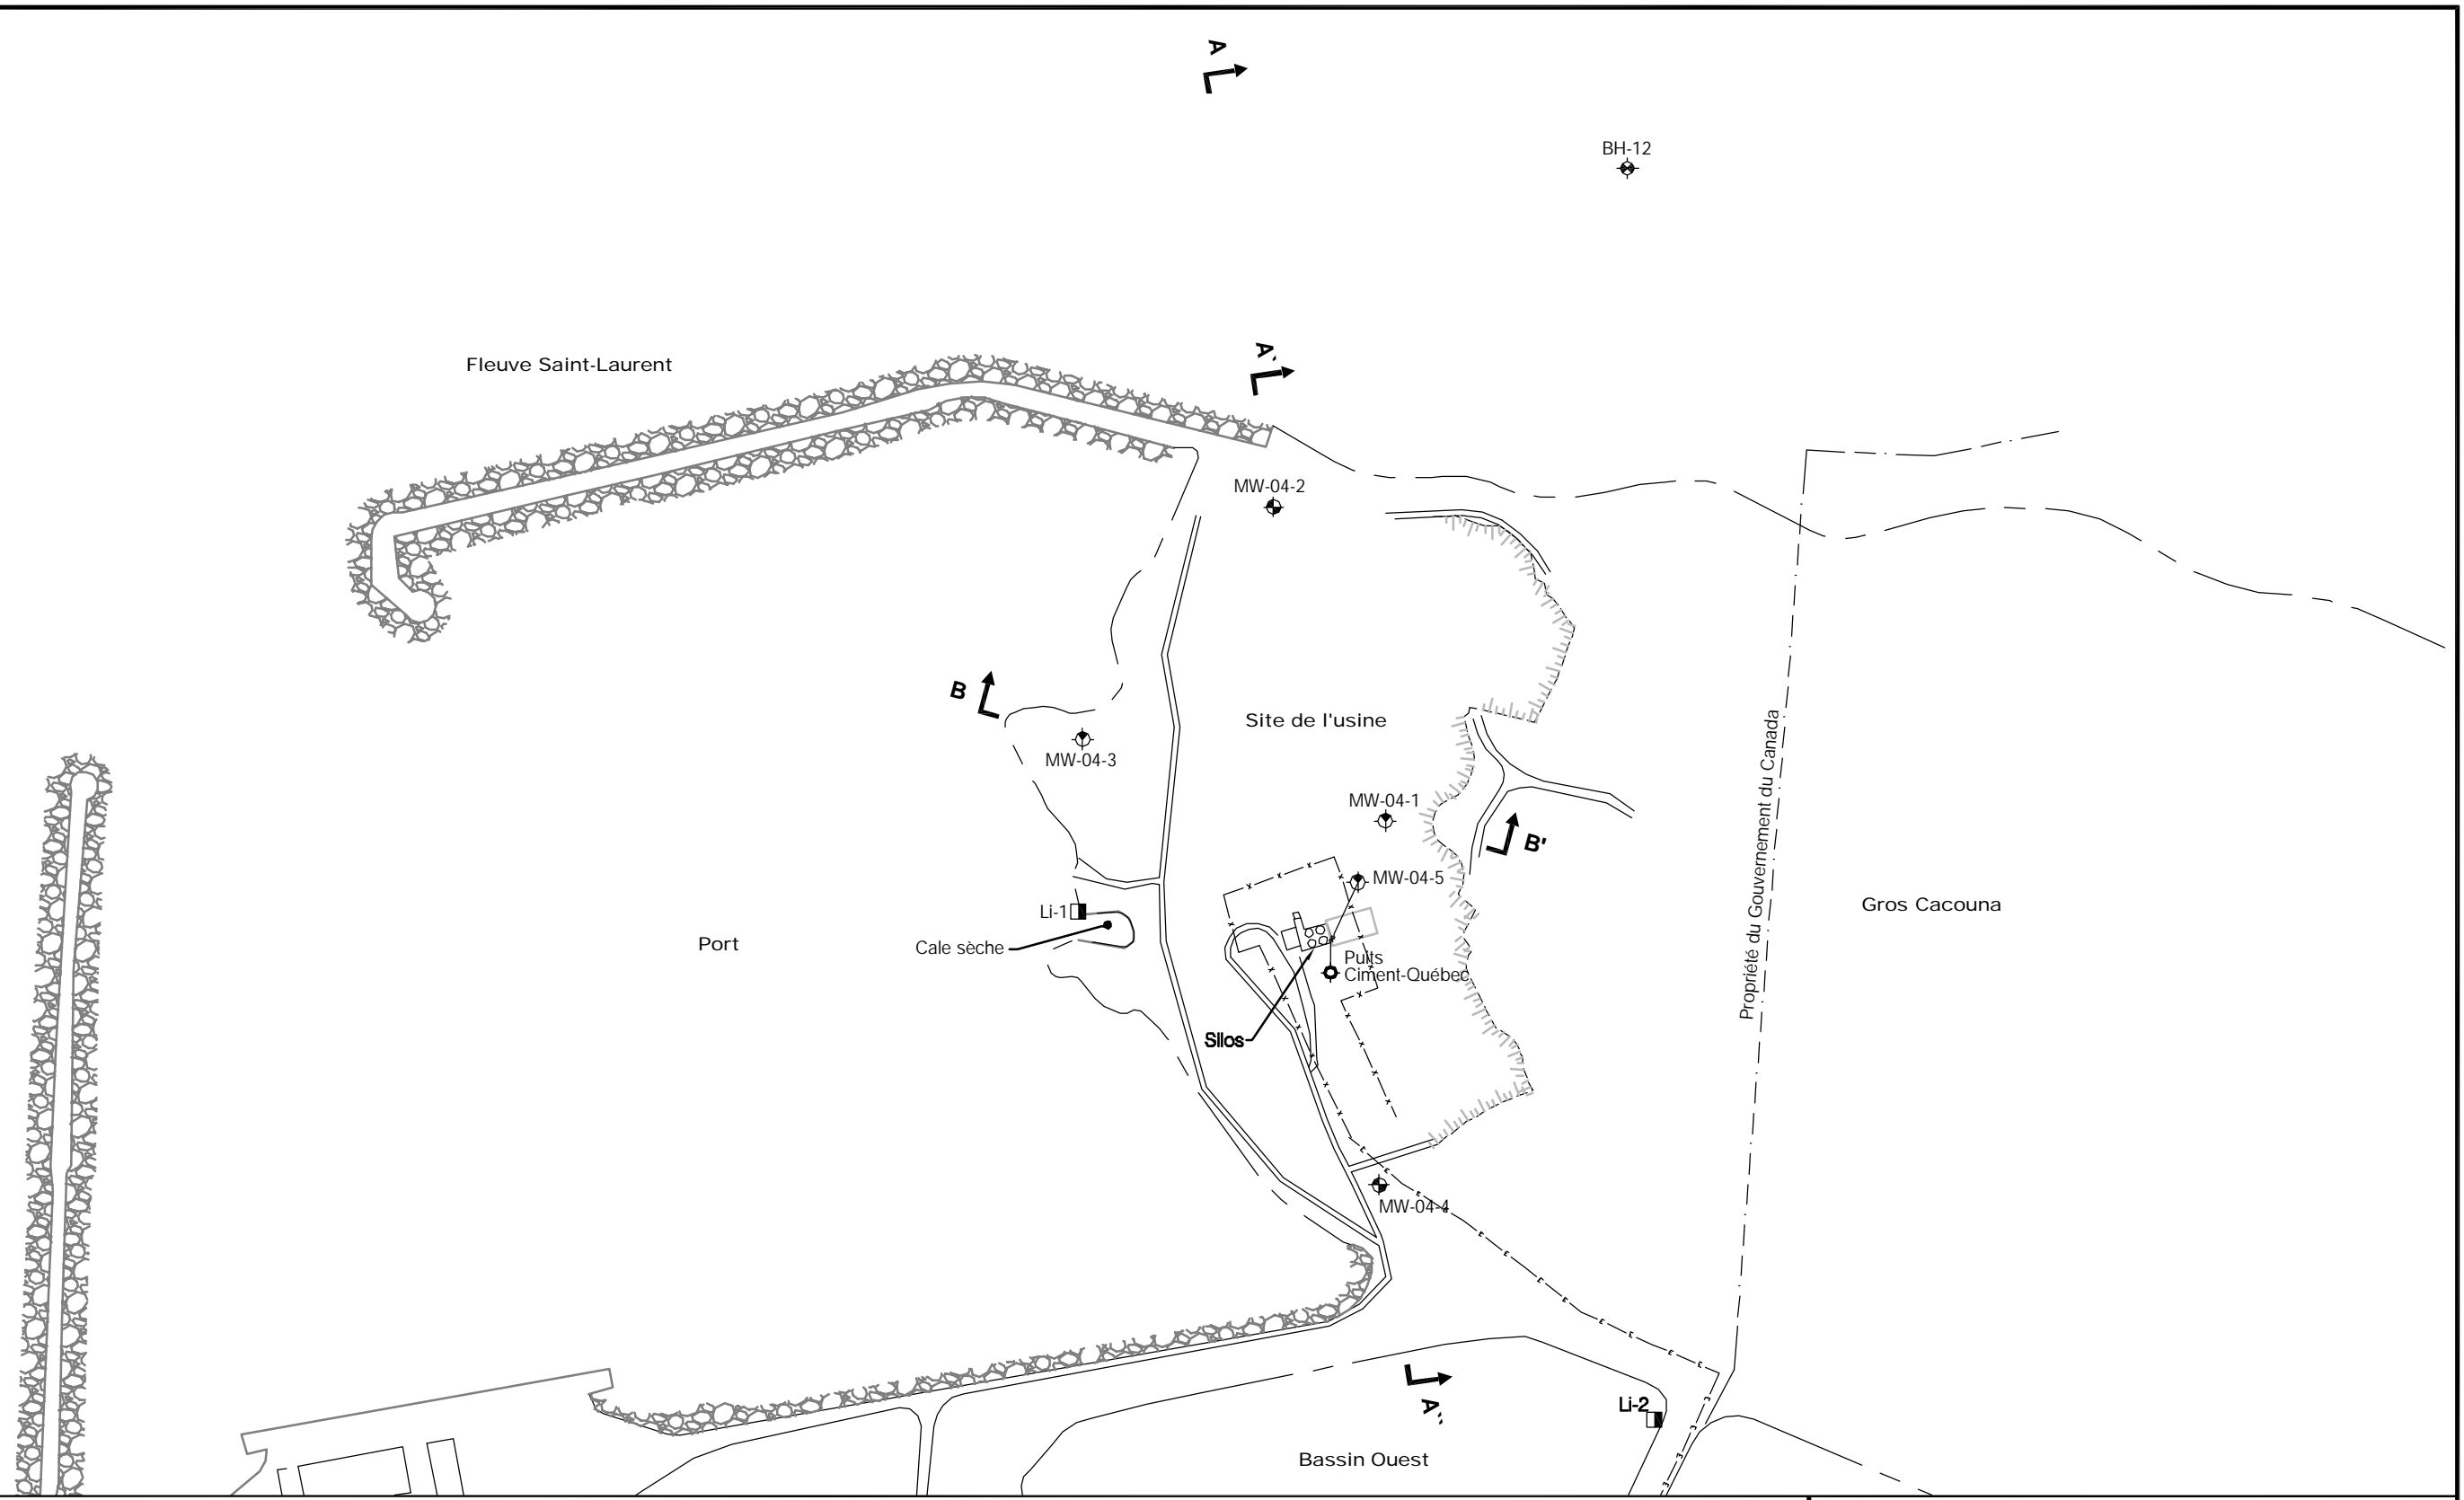 A
BH-12
A'
Fleuve Saint-Laurent
MW-04-2
B
Site de l'usine
MW-04-3
MW-04-1
B'
MW-04-5
Propriété du Gouvernement du Canada
Gros Cacouna
Li-1
Port
Cale sèche
Puits
Ciment-Québec
Silos
MW-04-4
A''
Li-2
Bassin Ouest